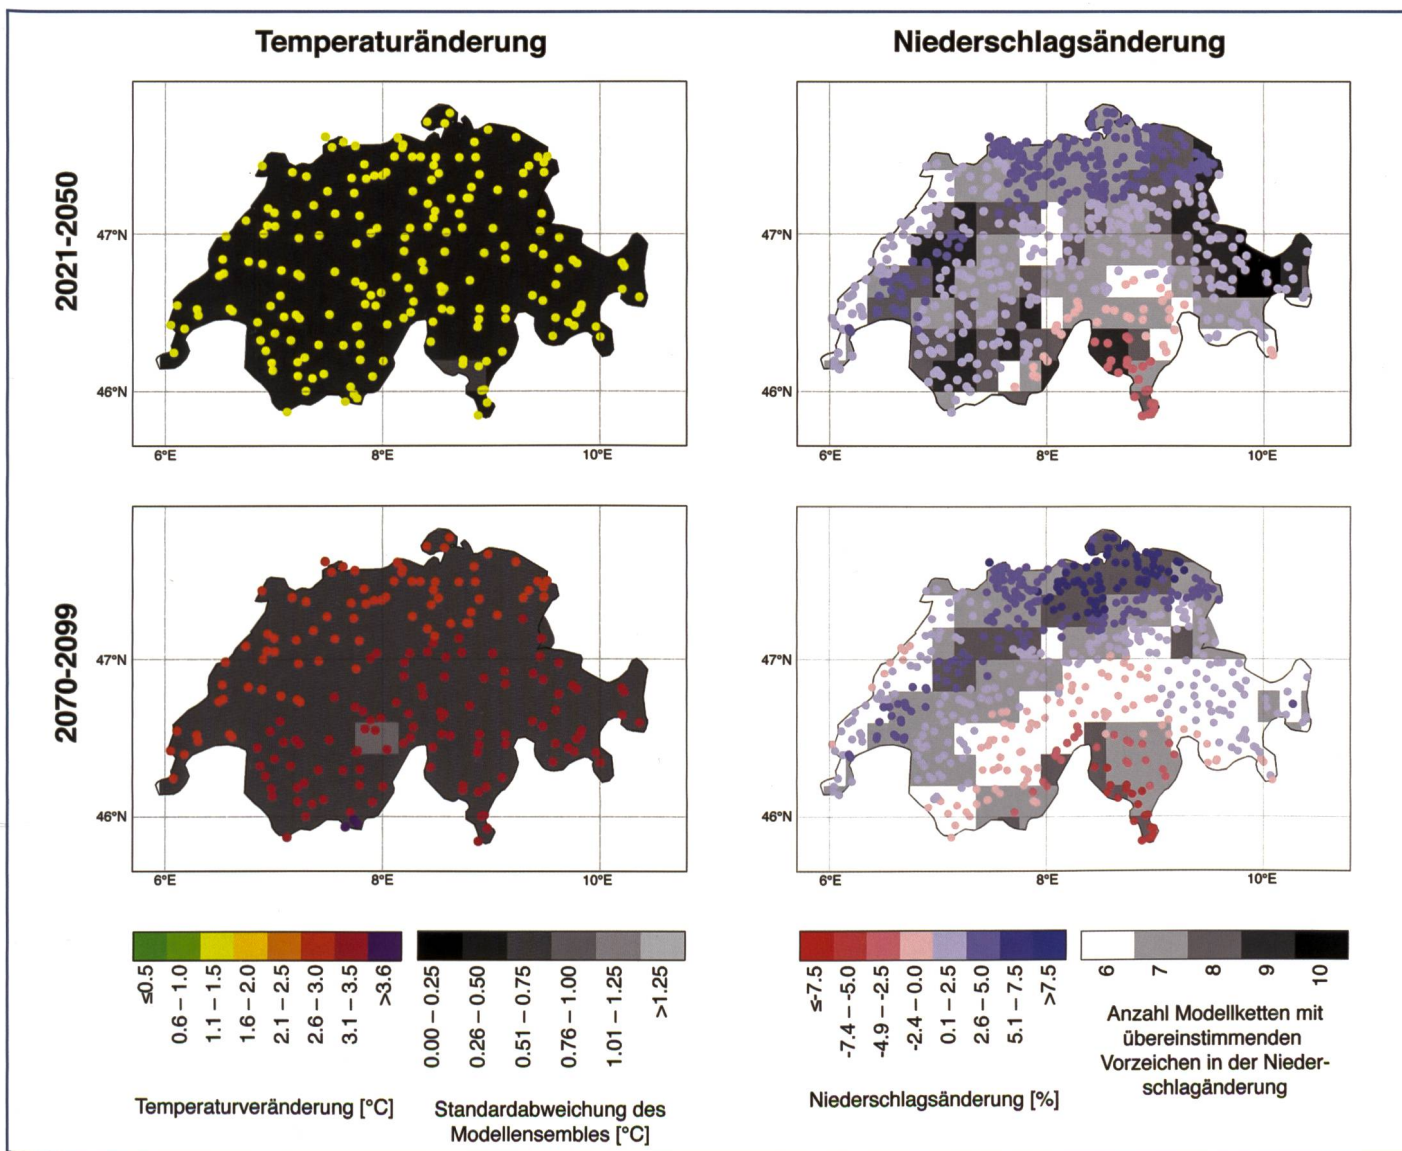 Temperaturänderung
Niederschlagsänderung
2021-2050
47°N
46°N
6°E
8°E
10°E
47°N
46°N
6°E
8°E
10°E
2070-2099
47°N
46°N
6°E
8°E
10°E
47°N
46°N
6°E
8°E
10°E
≤0.5
0.6 – 1.0
1.1 – 1.5
1.6 – 2.0
2.1 – 2.5
2.6 – 3.0
3.1 – 3.5
>3.6
Temperaturveränderung [°C]
0.00 – 0.25
0.26 – 0.50
0.51 – 0.75
0.76 – 1.00
1.01 – 1.25
>1.25
Standardabweichung des
Modellensembles [°C]
≤-7.5
-7.4 – -5.0
-4.9 – -2.5
-2.4 – 0.0
0.1 – 2.5
2.6 – 5.0
5.1 – 7.5
>7.5
Niederschlagsänderung [%]
6
7
8
9
10
Anzahl Modellketten mit
übereinstimmenden
Vorzeichen in der Nieder-
schlagänderung